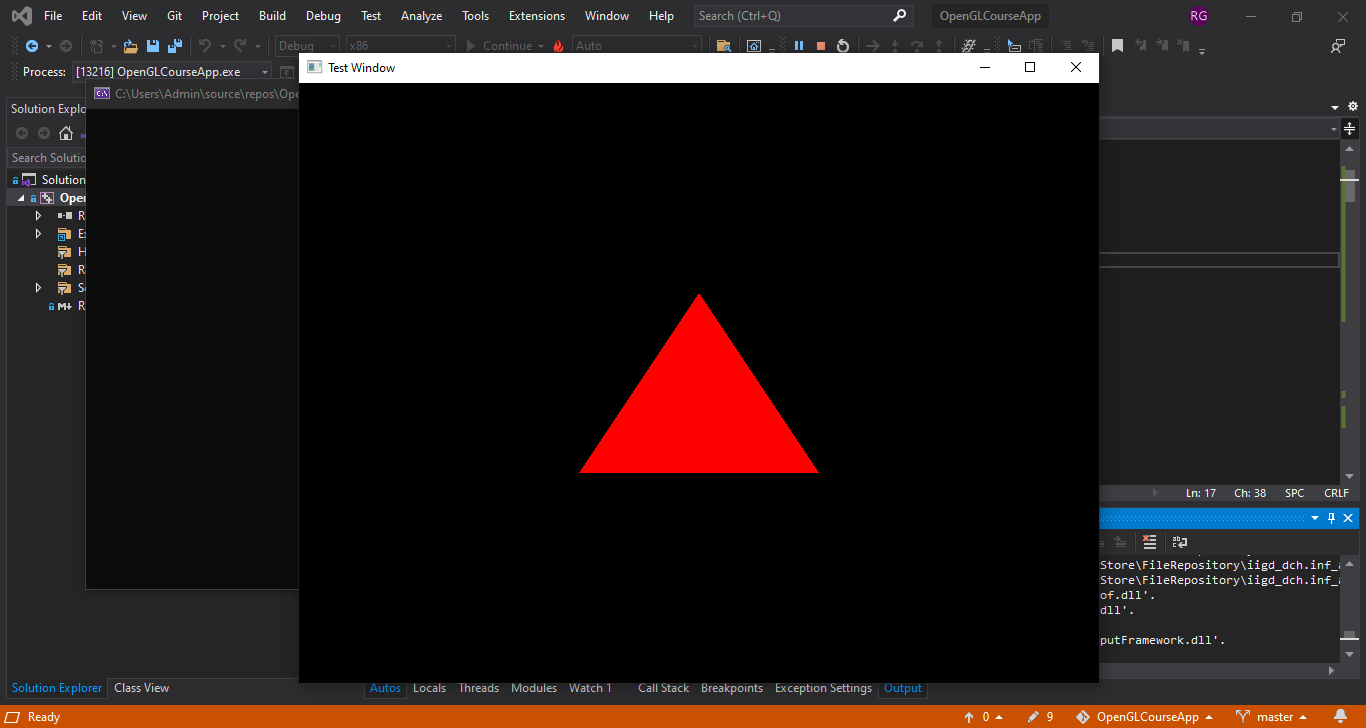 File Edit View Git Project Build Debug Test Analyze Tools Extensions Window Help Search (Ctrl+Q) OpenGLCourseApp RG
Debug x86 Continue Auto
Process: [13216] OpenGLCourseApp.exe
Test Window
C:\Users\Admin\source\repos\Ope
Solution Explo
Search Solutio
Solution
Open
R
E
H
R
S
R
Ln: 17 Ch: 38 SPC CRLF
Store\FileRepository\iigd_dch.inf_a
Store\FileRepository\iigd_dch.inf_a
of.dll'.
dll'.
putFramework.dll'.
Solution Explorer Class View Autos Locals Threads Modules Watch 1 Call Stack Breakpoints Exception Settings Output
Ready 0 9 OpenGLCourseApp master